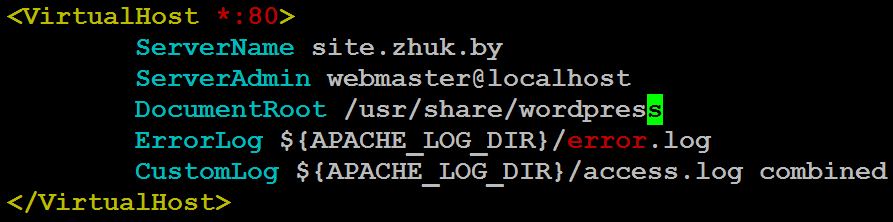 <VirtualHost *:80>
ServerName site.zhuk.by
ServerAdmin webmaster@localhost
DocumentRoot /usr/share/wordpress
ErrorLog ${APACHE_LOG_DIR}/error.log
CustomLog ${APACHE_LOG_DIR}/access.log combined
</VirtualHost>